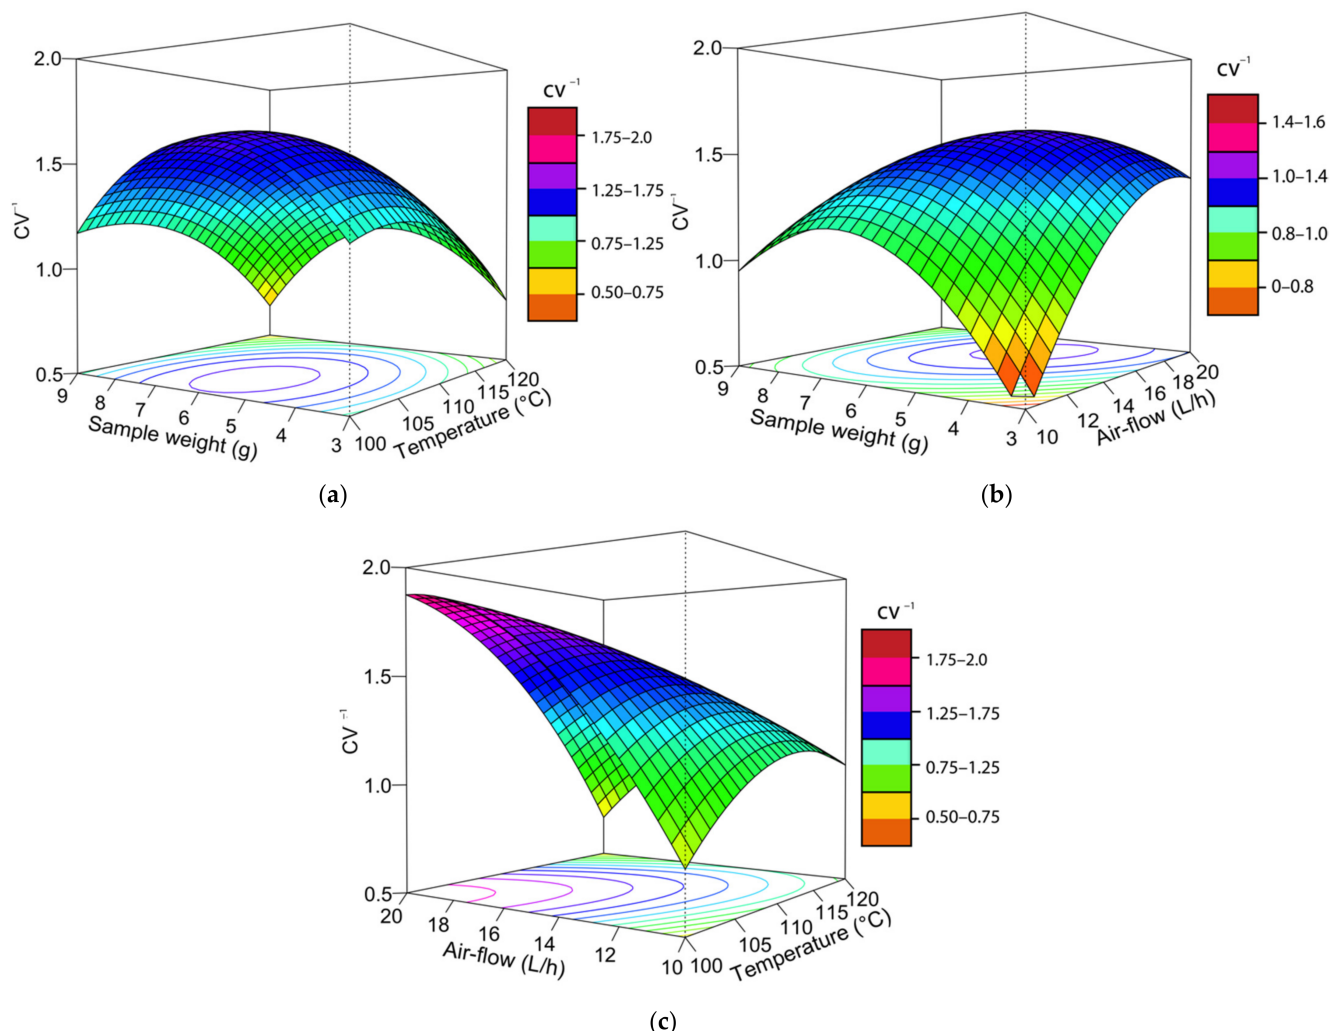 2.0
1.5
1.0
0.5
CV⁻¹
9 8 7 6 5 4 3
Sample weight (g)
100 105 110 115 120
Temperature (°C)
CV⁻¹
1.75–2.0
1.25–1.75
0.75–1.25
0.50–0.75
(a)
2.0
1.5
1.0
0.5
CV⁻¹
9 8 7 6 5 4 3
Sample weight (g)
10 12 14 16 18 20
Air-flow (L/h)
CV⁻¹
1.4–1.6
1.0–1.4
0.8–1.0
0–0.8
(b)
2.0
1.5
1.0
0.5
CV⁻¹
20 18 16 14 12 10
Air-flow (L/h)
100 105 110 115 120
Temperature (°C)
CV⁻¹
1.75–2.0
1.25–1.75
0.75–1.25
0.50–0.75
(c)